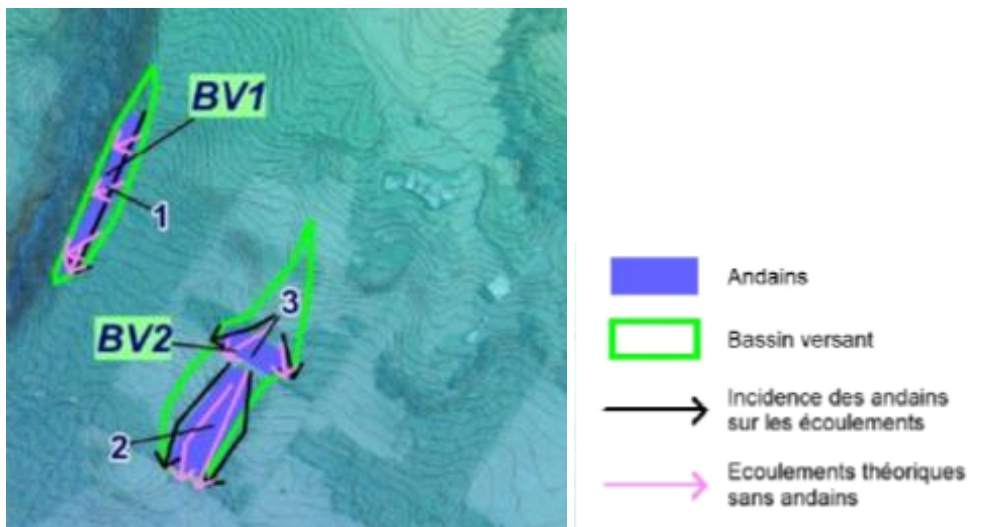 BV1
1
3
BV2
2
Andains
Bassin versant
Incidence des andains
sur les écoulements
Ecoulements théoriques
sans andains